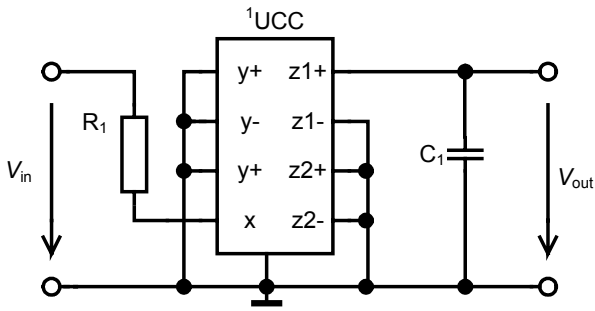 ¹UCC
y+ z1+
R₁ y- z1- C₁
V_in y+ z2+ V_out
x z2-